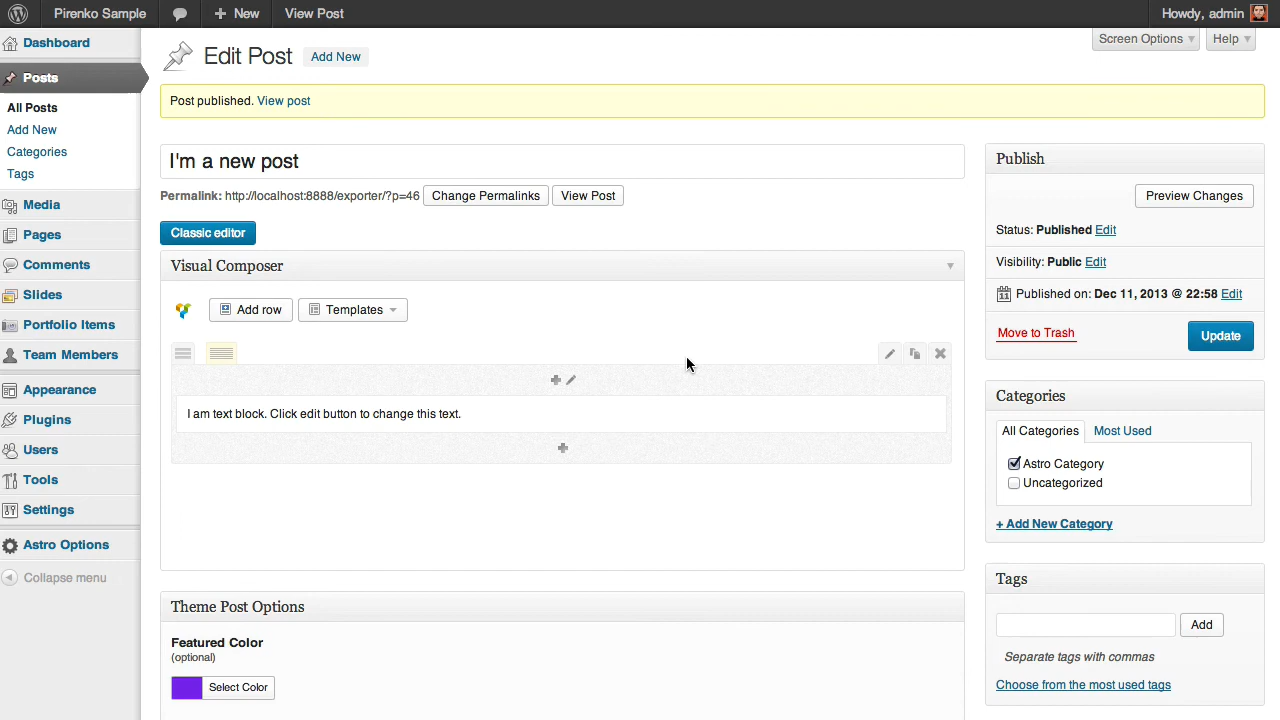 Pirenko Sample
New
View Post
Howdy, admin
Dashboard
Posts
All Posts
Add New
Categories
Tags
Media
Pages
Comments
Slides
Portfolio Items
Team Members
Appearance
Plugins
Users
Tools
Settings
Astro Options
Collapse menu
Screen Options
Help
Edit Post
Add New
Post published. View post
I'm a new post
Permalink: http://localhost:8888/exporter/?p=46 Change Permalinks View Post
Classic editor
Visual Composer
Add row
Templates
I am text block. Click edit button to change this text.
Theme Post Options
Featured Color
(optional)
Select Color
Publish
Preview Changes
Status: Published Edit
Visibility: Public Edit
11 Published on: Dec 11, 2013 @ 22:58 Edit
Move to Trash
Update
Categories
All Categories
Most Used
Astro Category
Uncategorized
+ Add New Category
Tags
Add
Separate tags with commas
Choose from the most used tags